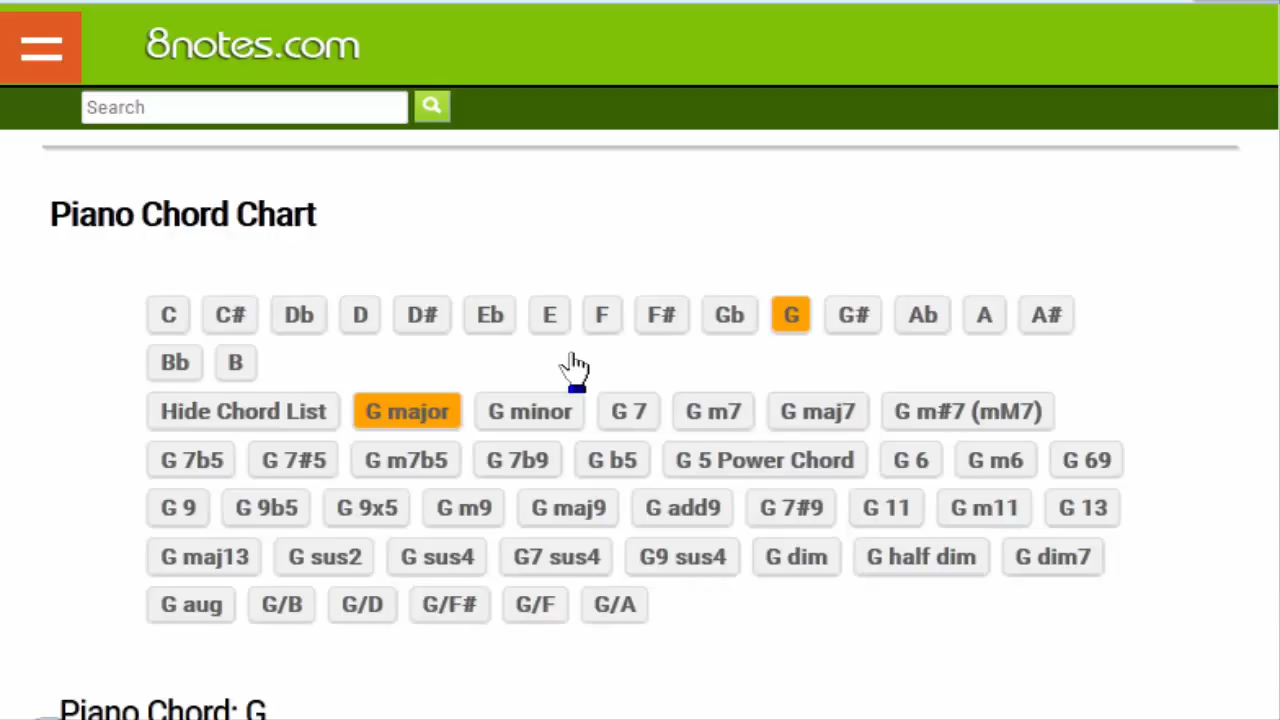 8notes.com
Search
Piano Chord Chart
C C# Db D D# Eb E F F# Gb G G# Ab A A#
Bb B
Hide Chord List G major G minor G 7 G m7 G maj7 G m#7 (mM7)
G 7b5 G 7#5 G m7b5 G 7b9 G b5 G 5 Power Chord G 6 G m6 G 69
G 9 G 9b5 G 9x5 G m9 G maj9 G add9 G 7#9 G 11 G m11 G 13
G maj13 G sus2 G sus4 G7 sus4 G9 sus4 G dim G half dim G dim7
G aug G/B G/D G/F# G/F G/A
Piano Chord: G